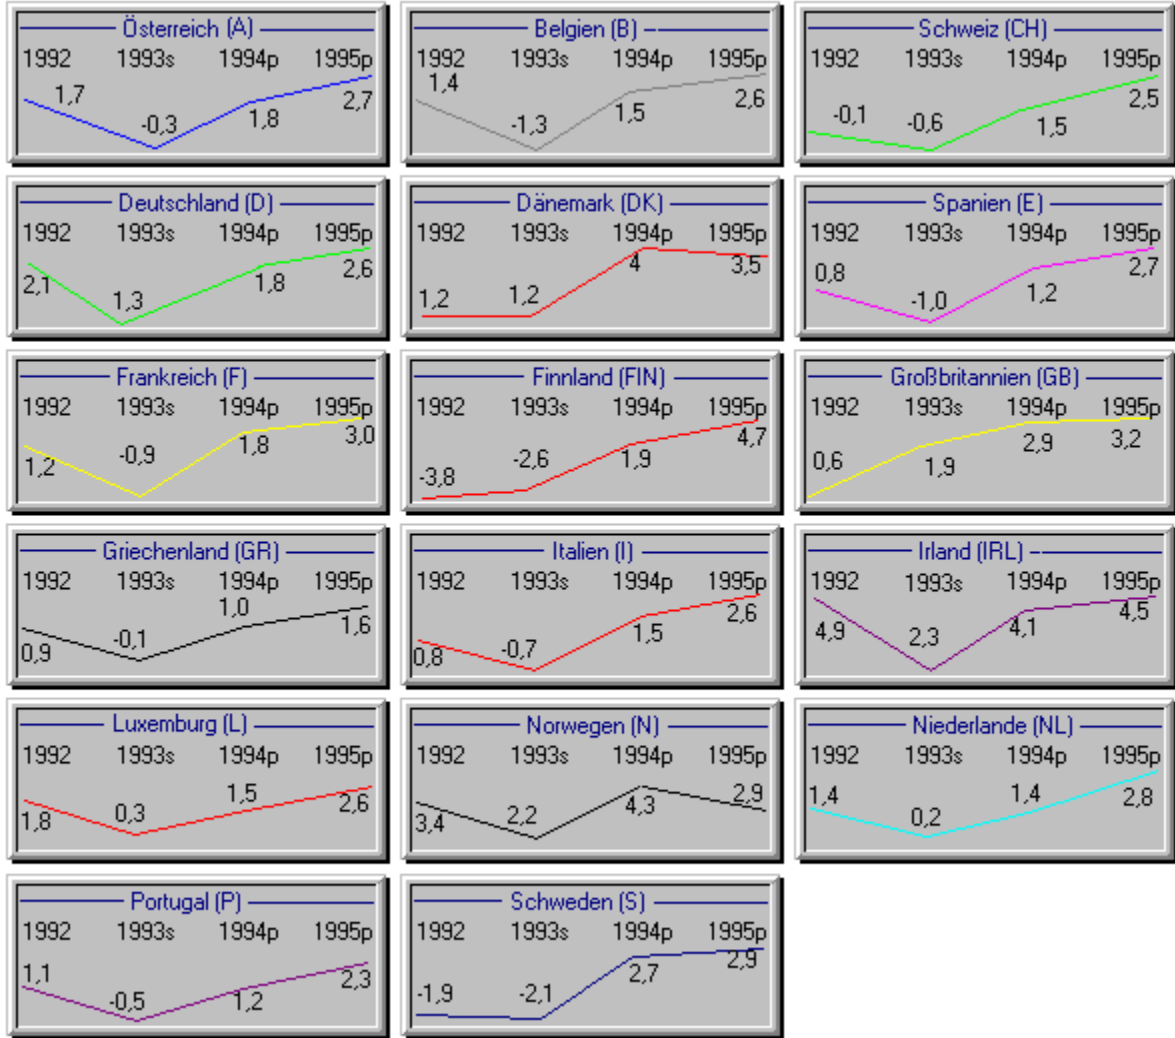 Österreich (A)
1992 1993s 1994p 1995p
1,7 -0,3 1,8 2,7
Belgien (B)
1992 1993s 1994p 1995p
1,4 -1,3 1,5 2,6
Schweiz (CH)
1992 1993s 1994p 1995p
-0,1 -0,6 1,5 2,5
Deutschland (D)
1992 1993s 1994p 1995p
2,1 1,3 1,8 2,6
Dänemark (DK)
1992 1993s 1994p 1995p
1,2 1,2 4 3,5
Spanien (E)
1992 1993s 1994p 1995p
0,8 -1,0 1,2 2,7
Frankreich (F)
1992 1993s 1994p 1995p
1,2 -0,9 1,8 3,0
Finnland (FIN)
1992 1993s 1994p 1995p
-3,8 -2,6 1,9 4,7
Großbritannien (GB)
1992 1993s 1994p 1995p
0,6 1,9 2,9 3,2
Griechenland (GR)
1992 1993s 1994p 1995p
0,9 -0,1 1,0 1,6
Italien (I)
1992 1993s 1994p 1995p
0,8 -0,7 1,5 2,6
Irland (IRL)
1992 1993s 1994p 1995p
4,9 2,3 4,1 4,5
Luxemburg (L)
1992 1993s 1994p 1995p
1,8 0,3 1,5 2,6
Norwegen (N)
1992 1993s 1994p 1995p
3,4 2,2 4,3 2,9
Niederlande (NL)
1992 1993s 1994p 1995p
1,4 0,2 1,4 2,8
Portugal (P)
1992 1993s 1994p 1995p
1,1 -0,5 1,2 2,3
Schweden (S)
1992 1993s 1994p 1995p
-1,9 -2,1 2,7 2,9